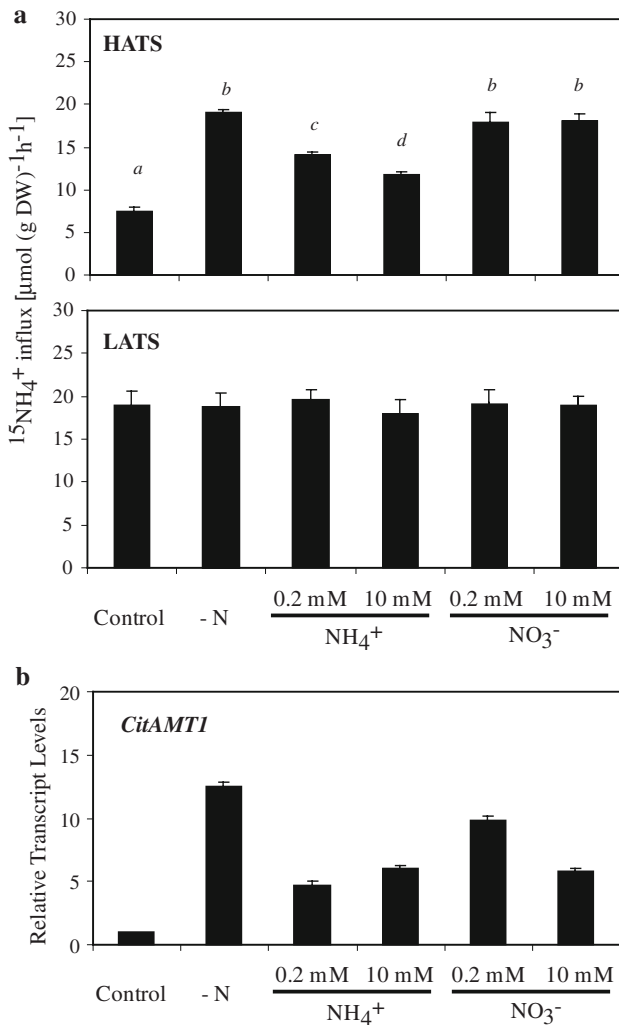 a
30
HATS
25
b
b
b
20
c
15
d
a
10
5
0
15NH4+ influx [µmol (g DW)-1h-1]
30
LATS
25
20
15
10
5
0
0.2 mM 10 mM 0.2 mM 10 mM
Control - N
NH4+ NO3-
b
20
CitAMT1
15
10
5
0
Relative Transcript Levels
0.2 mM 10 mM 0.2 mM 10 mM
Control - N
NH4+ NO3-